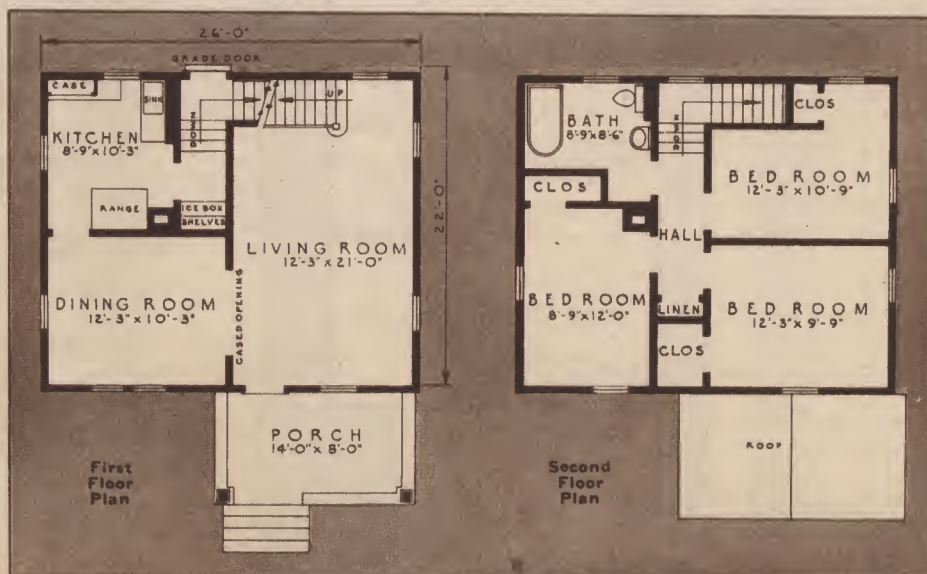 26'-0"
GRADE DOOR
CASE
SINK
KITCHEN
8'-9"x10'-3"
DOWN
UP
RANGE
ICE BOX
SHELVES
22'-0"
LIVING ROOM
12'-3"x21'-0"
DINING ROOM
12'-3"x10'-3"
CASED OPENING
PORCH
14'-0"x8'-0"
First
Floor
Plan
BATH
8'-9"x8'-6"
DOWN
CLOS
BED ROOM
12'-3"x10'-9"
CLOS
HALL
BED ROOM
8'-9"x12'-0"
LINEN
BED ROOM
12'-3"x9'-9"
CLOS
ROOF
Second
Floor
Plan